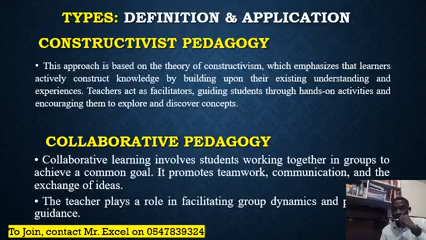 TYPES: DEFINITION & APPLICATION
CONSTRUCTIVIST PEDAGOGY
• This approach is based on the theory of constructivism, which emphasizes that learners
actively construct knowledge by building upon their existing understanding and
experiences. Teachers act as facilitators, guiding students through hands-on activities and
encouraging them to explore and discover concepts.
COLLABORATIVE PEDAGOGY
• Collaborative learning involves students working together in groups to
achieve a common goal. It promotes teamwork, communication, and the
exchange of ideas.
• The teacher plays a role in facilitating group dynamics and
guidance.
To Join, contact Mr. Excel on 0547839324